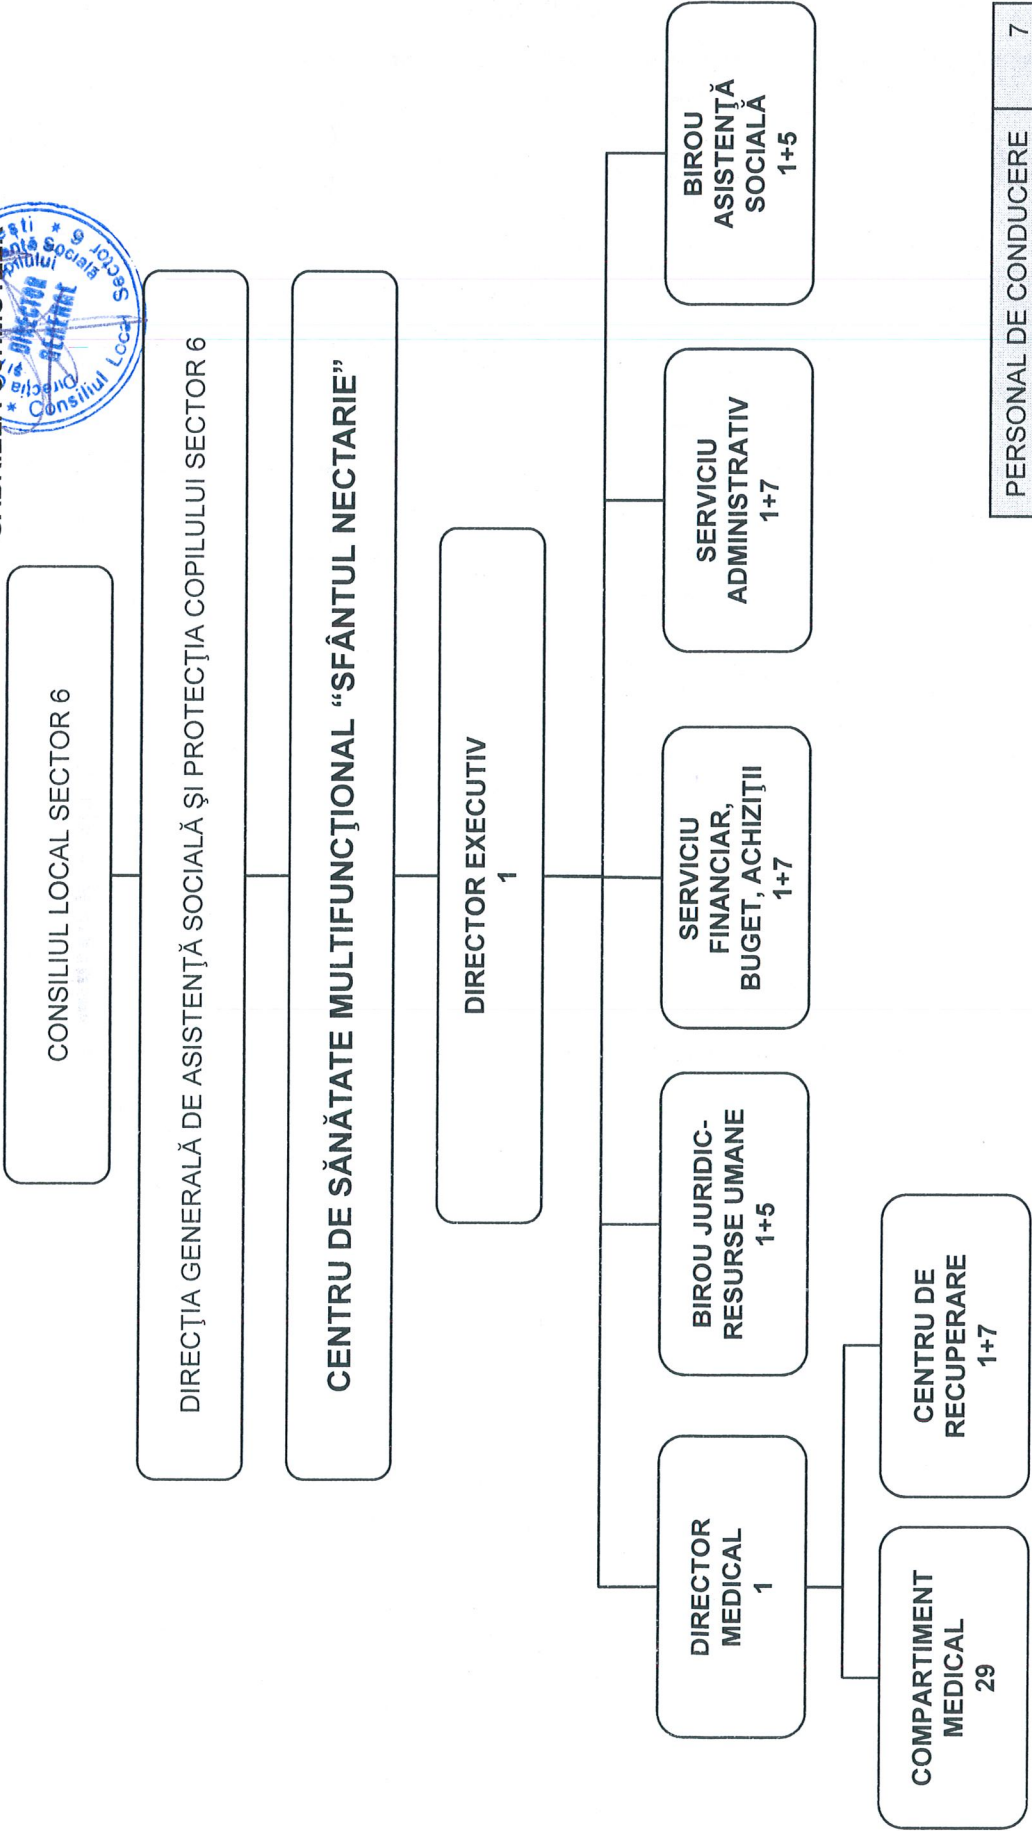 Consiliul Local Sector 6
Direcția
DIRECTOR
GENERAL
CONSILIUL LOCAL SECTOR 6
DIRECŢIA GENERALĂ DE ASISTENŢĂ SOCIALĂ ŞI PROTECŢIA COPILULUI SECTOR 6
CENTRU DE SĂNĂTATE MULTIFUNCŢIONAL “SFÂNTUL NECTARIE”
DIRECTOR EXECUTIV
1
DIRECTOR
MEDICAL
1
BIROU JURIDIC-
RESURSE UMANE
1+5
SERVICIU
FINANCIAR,
BUGET, ACHIZIŢII
1+7
SERVICIU
ADMINISTRATIV
1+7
BIROU
ASISTENŢĂ
SOCIALĂ
1+5
COMPARTIMENT
MEDICAL
29
CENTRU DE
RECUPERARE
1+7
PERSONAL DE CONDUCERE 7